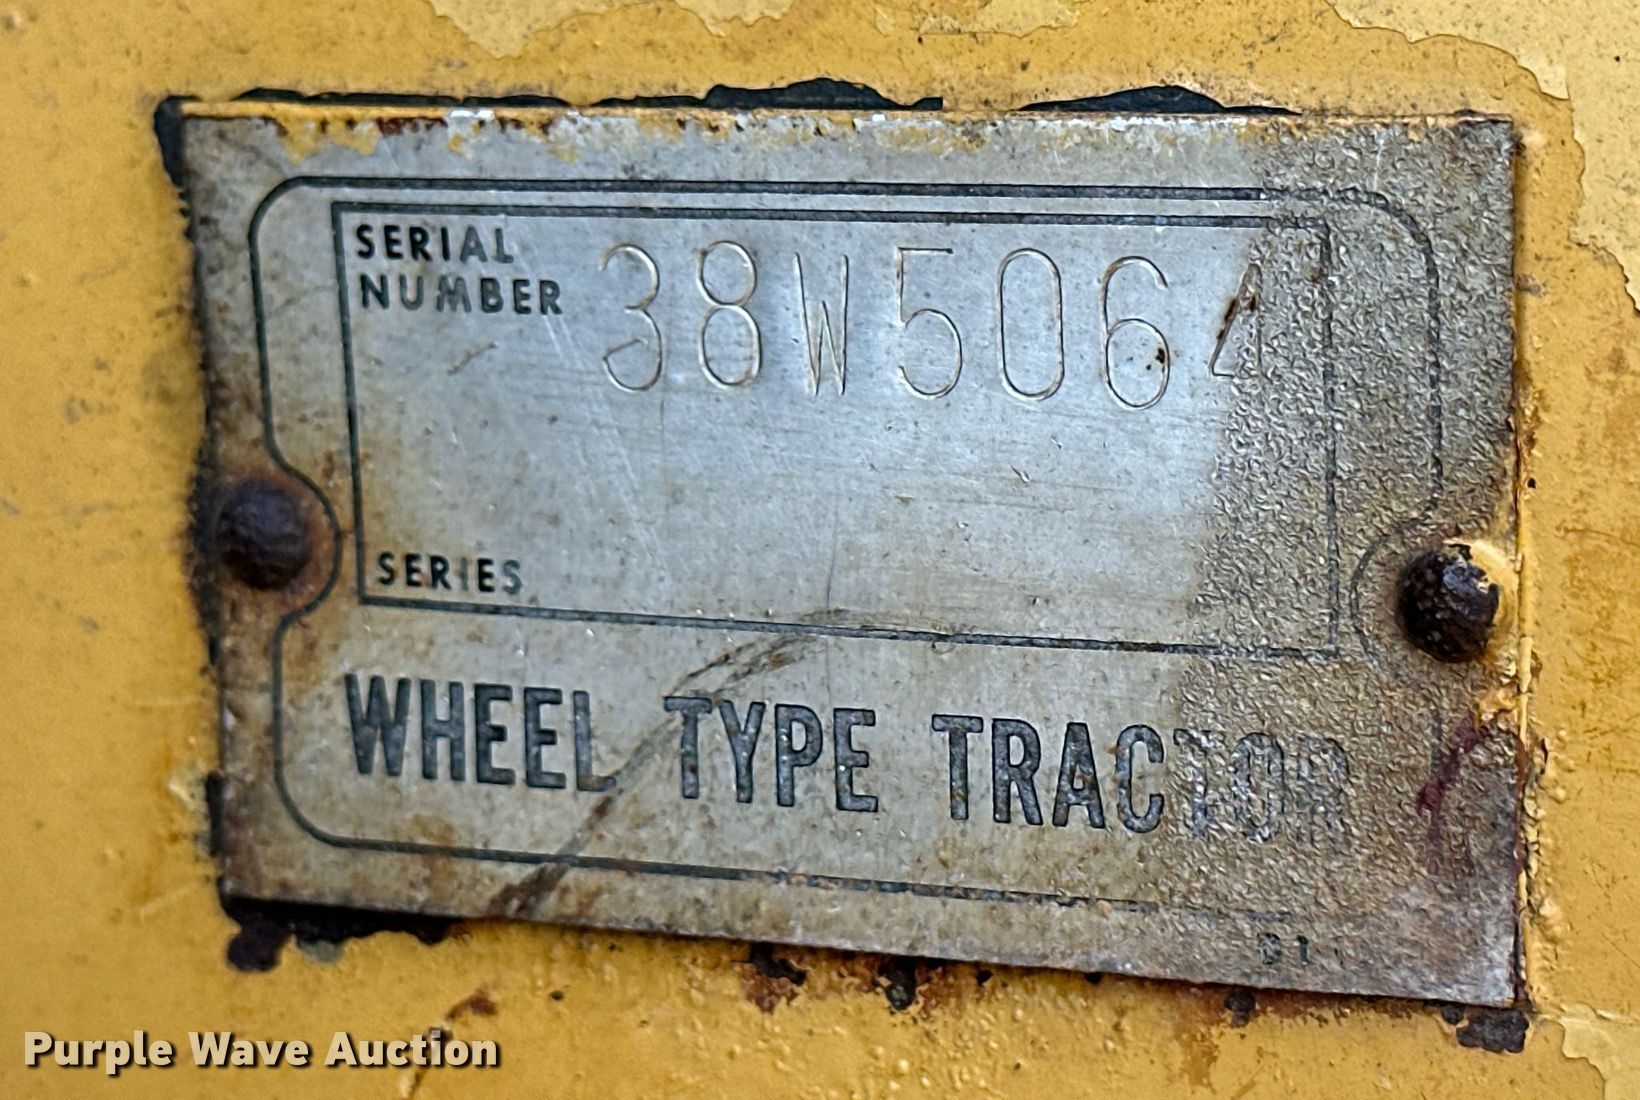 SERIAL
NUMBER
38W5064
SERIES
WHEEL TYPE TRACTOR
Purple Wave Auction